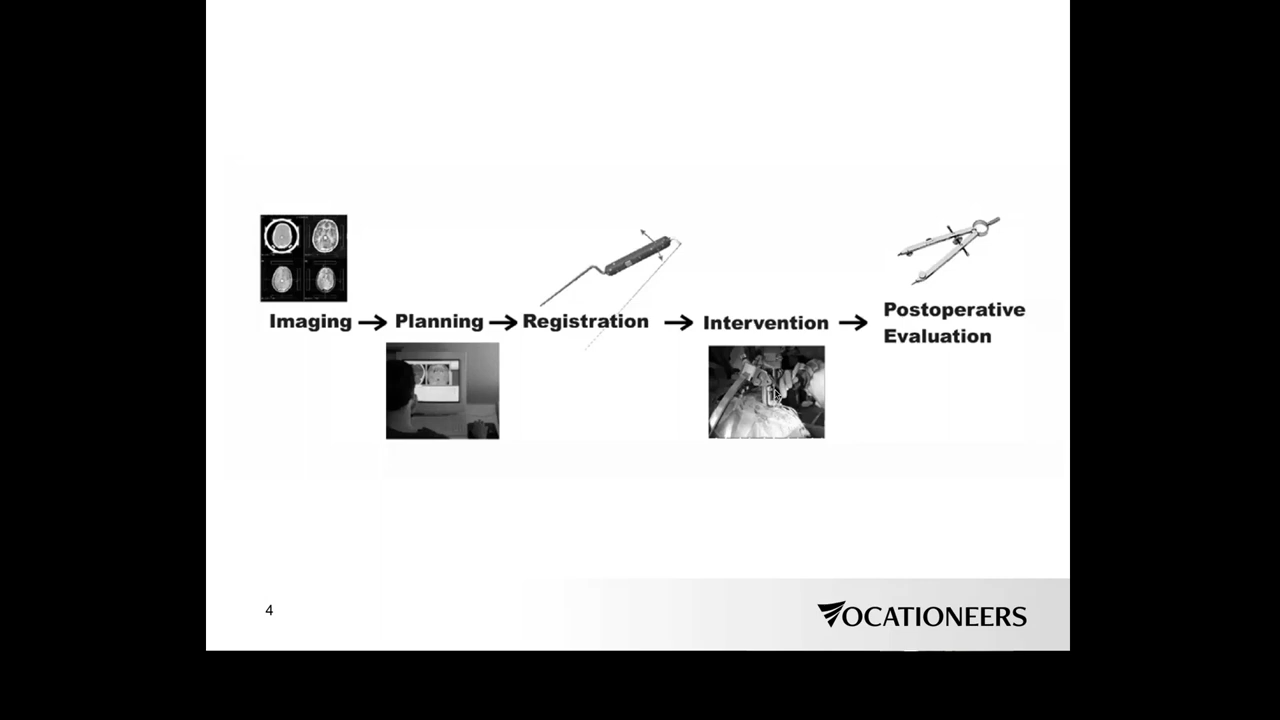 Imaging → Planning → Registration → Intervention → Postoperative
Evaluation
4
VOCATIONEERS